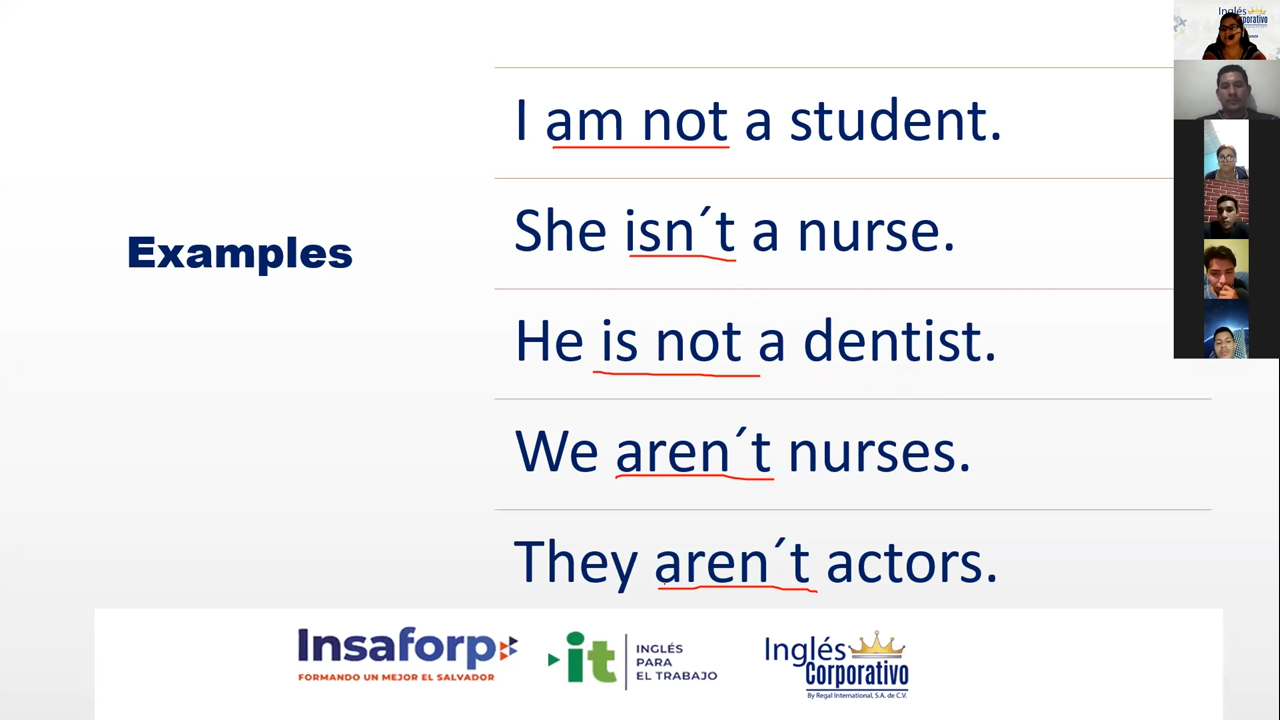 Examples
I am not a student.
She isn´t a nurse.
He is not a dentist.
We aren´t nurses.
They aren´t actors.
Insaforp
FORMANDO UN MEJOR EL SALVADOR
it
INGLÉS
PARA
EL TRABAJO
Inglés
Corporativo
By Regal International, S.A. de C.V.
Inglés